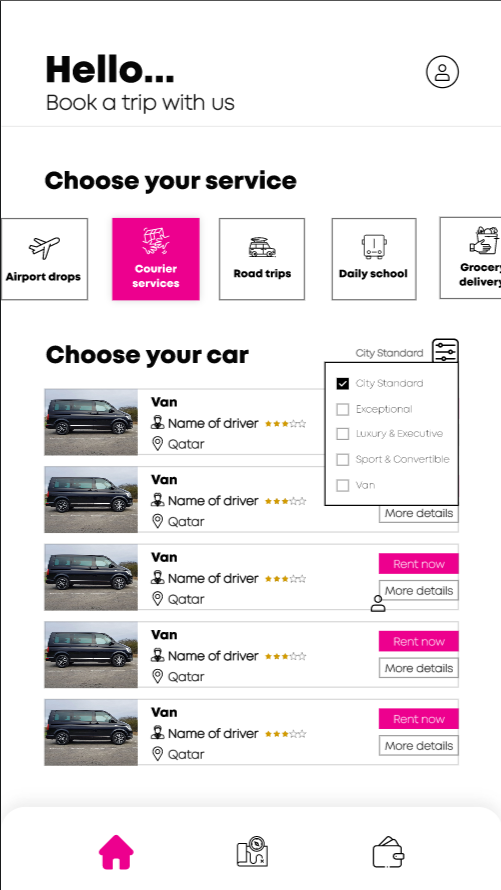 Hello...
Book a trip with us
Choose your service
Airport drops
Courier
services
Road trips
Daily school
Grocery
delivery
Choose your car
City Standard
City Standard
Exceptional
Luxury & Executive
Sport & Convertible
Van
Van
Name of driver
Qatar
Van
Name of driver
Qatar
More details
Van
Name of driver
Qatar
Rent now
More details
Van
Name of driver
Qatar
Rent now
More details
Van
Name of driver
Qatar
Rent now
More details